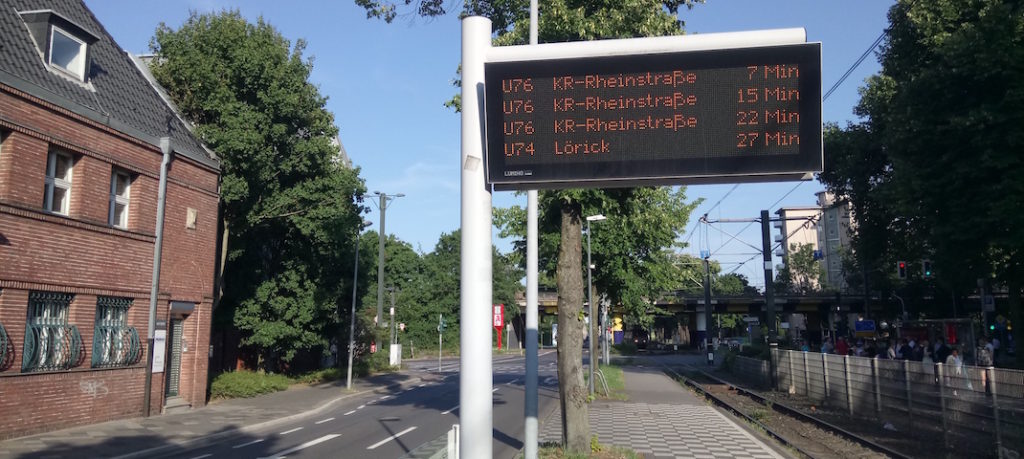 U76 KR-Rheinstraße 7 Min
U76 KR-Rheinstraße 15 Min
U76 KR-Rheinstraße 22 Min
U74 Lörick 27 Min
LUMINO